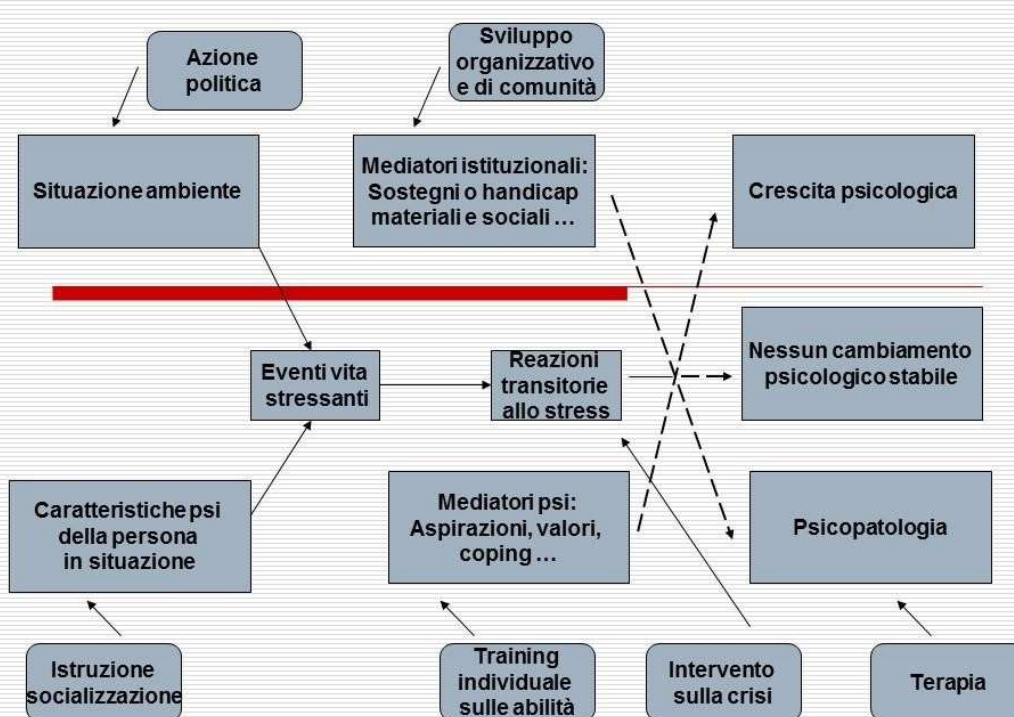 Azione
politica
Sviluppo
organizzativo
e di comunità
Situazione ambiente
Mediatori istituzionali:
Sostegni o handicap
materiali e sociali ...
Crescita psicologica
Eventi vita
stressanti
Reazioni
transitorie
allo stress
Nessun cambiamento
psicologico stabile
Caratteristiche psi
della persona
in situazione
Mediatori psi:
Aspirazioni, valori,
coping ...
Psicopatologia
Istruzione
socializzazione
Training
individuale
sulle abilità
Intervento
sulla crisi
Terapia